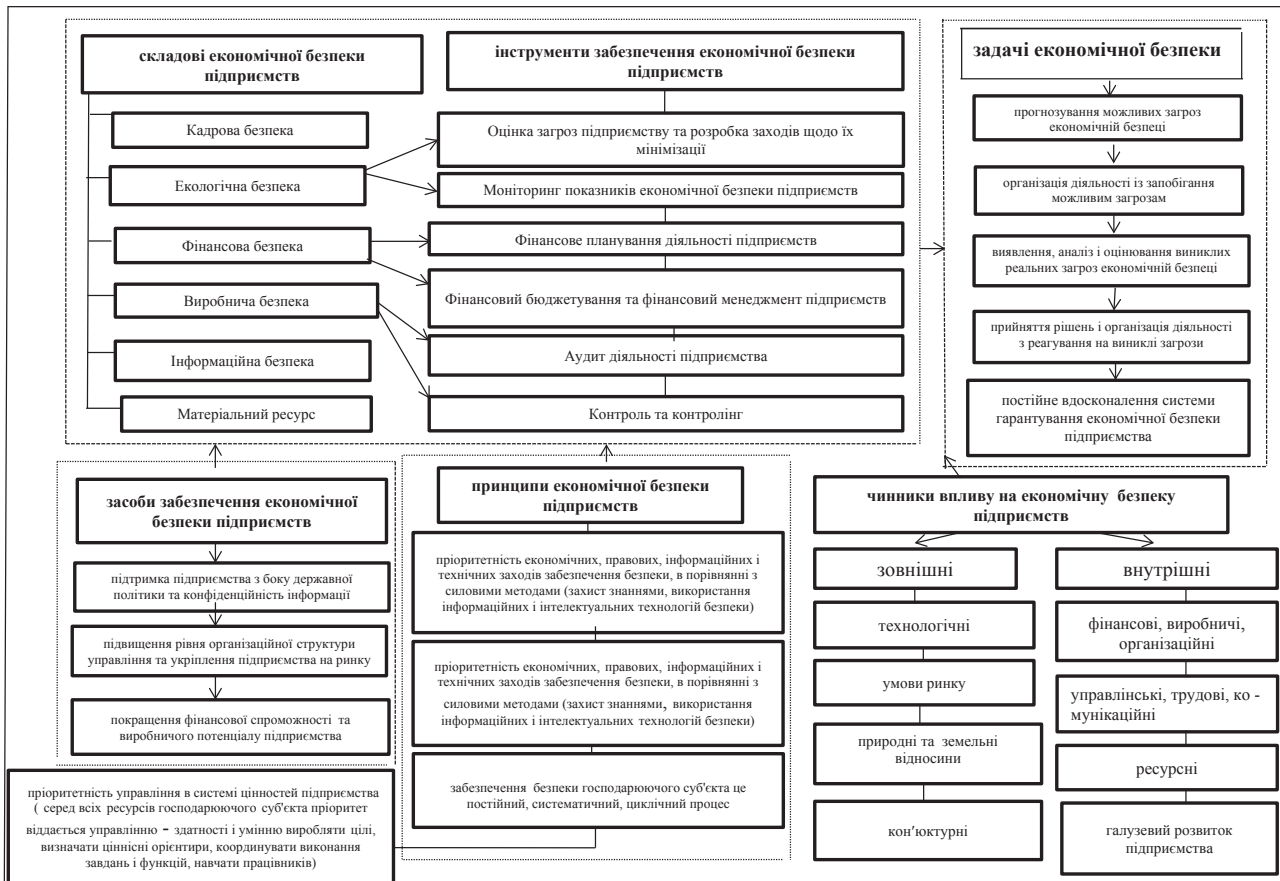 складові економічної безпеки
підприємств
Кадрова безпека
Екологічна безпека
Фінансова безпека
Виробнича безпека
Інформаційна безпека
Матеріальний ресурс
інструменти забезпечення економічної безпеки
підприємств
Оцінка загроз підприємству та розробка заходів щодо їх
мінімізації
Моніторинг показників економічної безпеки підприємств
Фінансове планування діяльності підприємств
Фінансовий бюджетування та фінансовий менеджмент підприємств
Аудит діяльності підприємства
Контроль та контролінг
задачі економічної безпеки
прогнозування можливих загроз
економічній безпеці
організація діяльності із запобігання
можливим загрозам
виявлення, аналіз і оцінювання виниклих
реальних загроз економічній безпеці
прийняття рішень і організація діяльності
з реагування на виниклі загрози
постійне вдосконалення системи
гарантування економічної безпеки
підприємства
засоби забезпечення економічної
безпеки підприємств
підтримка підприємства з боку державної
політики та конфіденційність інформації
підвищення рівня організаційної структури
управління та укріплення підприємства на ринку
покращення фінансової спроможності та
виробничого потенціалу підприємства
пріоритетність управління в системі цінностей підприємства
( серед всіх ресурсів господарюючого суб'єкта пріоритет
віддається управлінню - здатності і умінню виробляти цілі,
визначати ціннісні орієнтири, координувати виконання
завдань і функцій, навчати працівників)
принципи економічної безпеки
підприємств
пріоритетність економічних, правових, інформаційних і
технічних заходів забезпечення безпеки, в порівнянні з
силовими методами (захист знаннями, використання
інформаційних і інтелектуальних технологій безпеки)
пріоритетність економічних, правових, інформаційних і
технічних заходів забезпечення безпеки, в порівнянні з
силовими методами (захист знаннями, використання
інформаційних і інтелектуальних технологій безпеки)
забезпечення безпеки господарюючого суб'єкта це
постійний, систематичний, циклічний процес
чинники впливу на економічну безпеку
підприємств
зовнішні
технологічні
умови ринку
природні та земельні
відносини
кон'юктурні
внутрішні
фінансові, виробничі,
організаційні
управлінські, трудові, ко -
мунікаційні
ресурсні
галузевий розвиток
підприємства